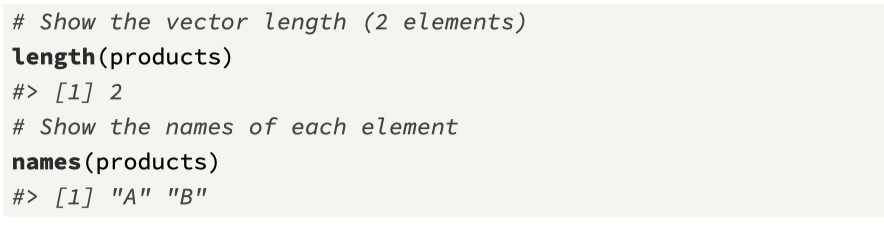 # Show the vector length (2 elements)
length(products)
#> [1] 2
# Show the names of each element
names(products)
#> [1] "A" "B"